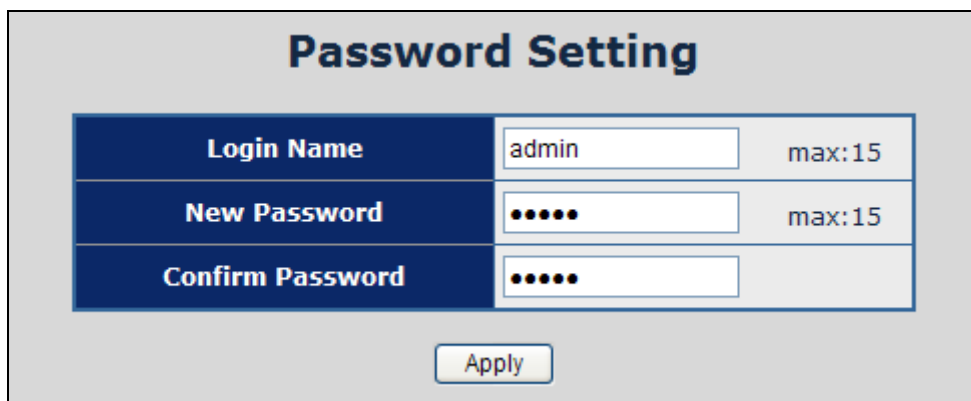 Password Setting
Login Name admin max:15
New Password ••••• max:15
Confirm Password •••••
Apply